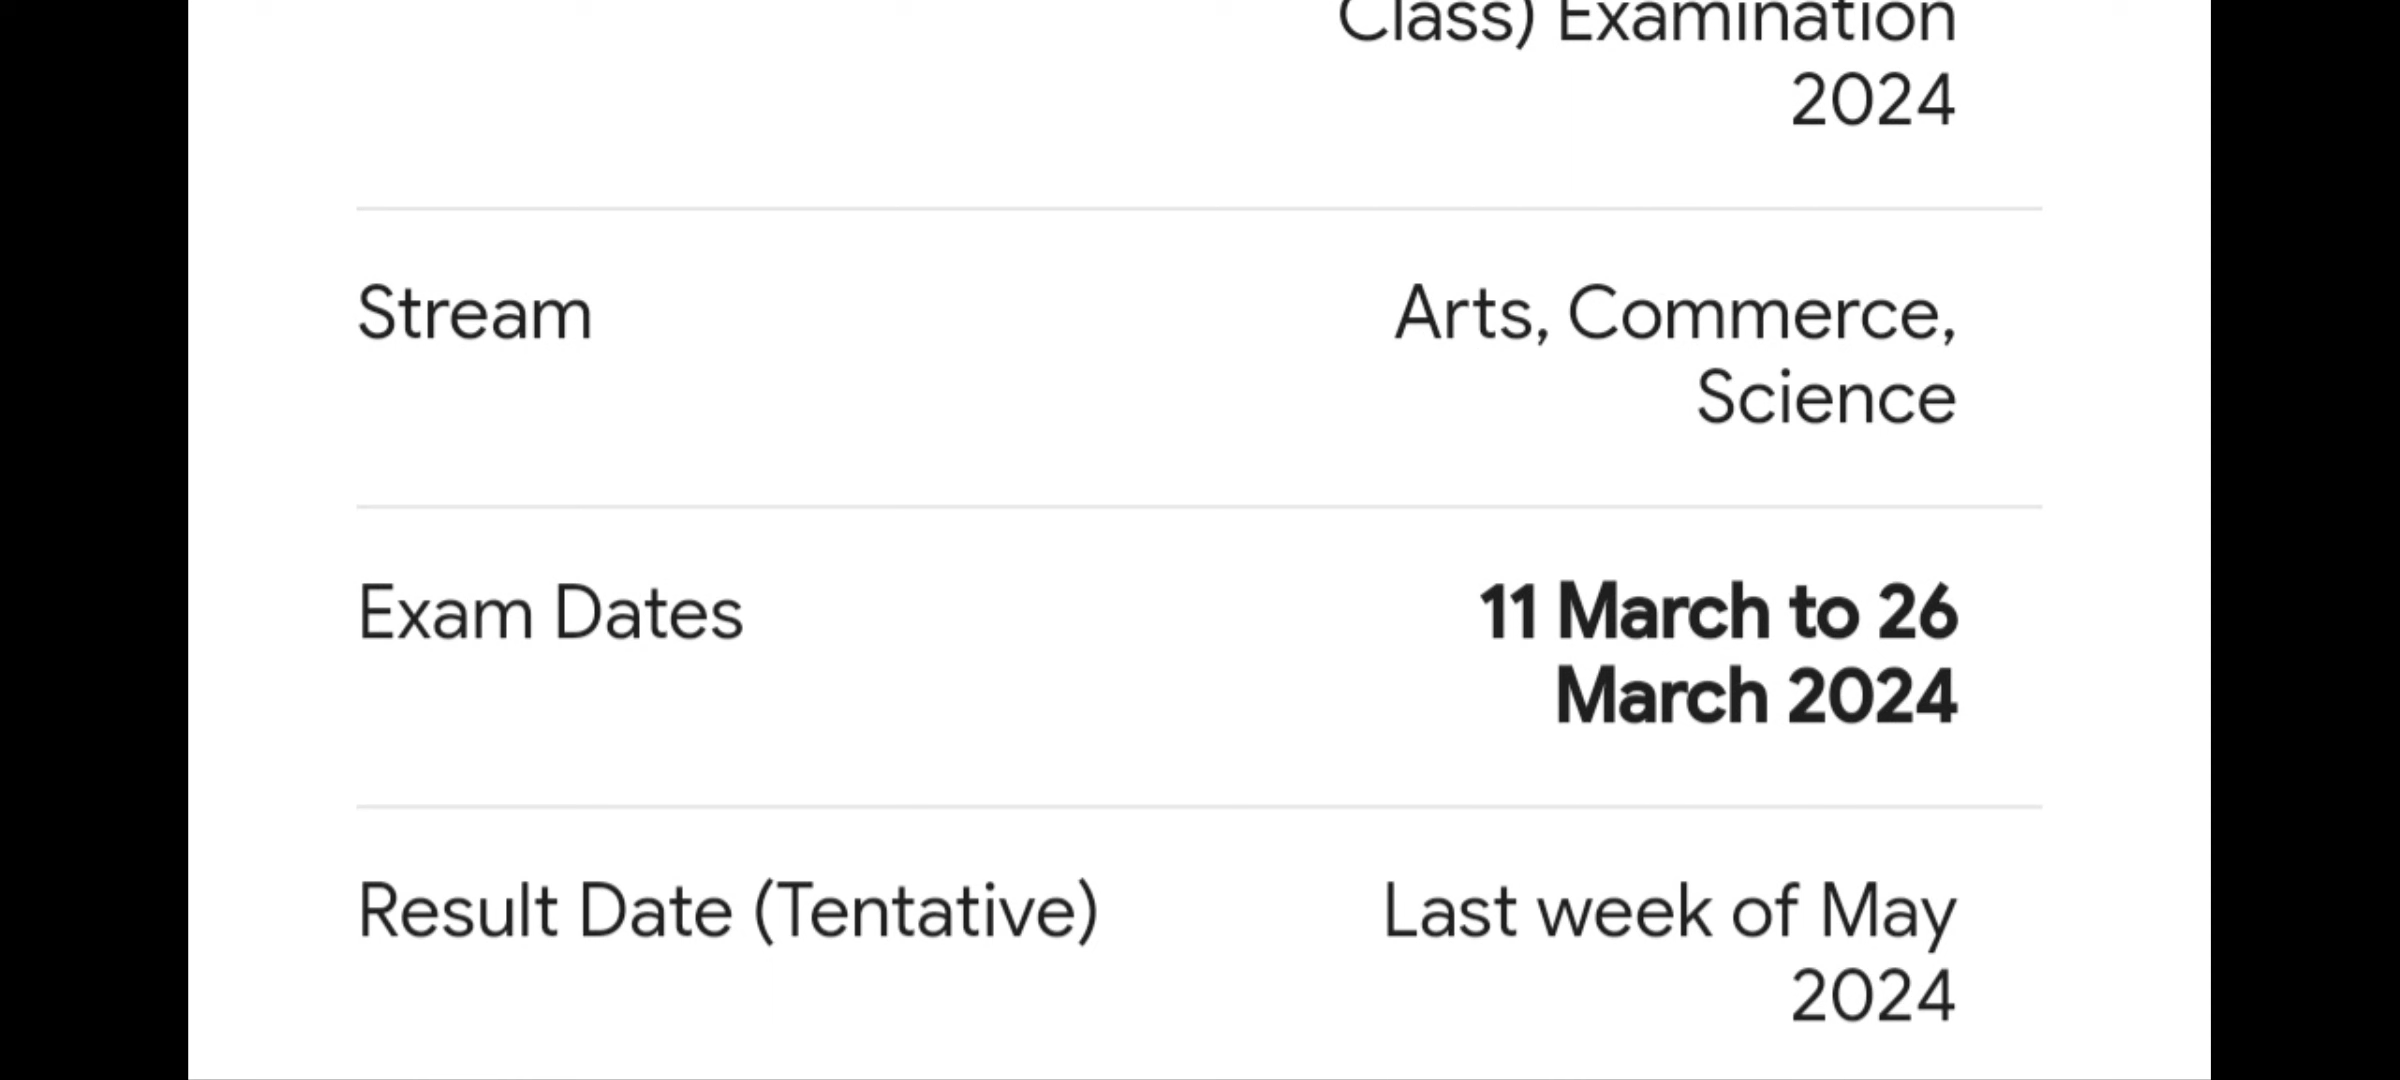 Class) Examination
2024
Stream
Arts, Commerce,
Science
Exam Dates
11 March to 26
March 2024
Result Date (Tentative)
Last week of May
2024